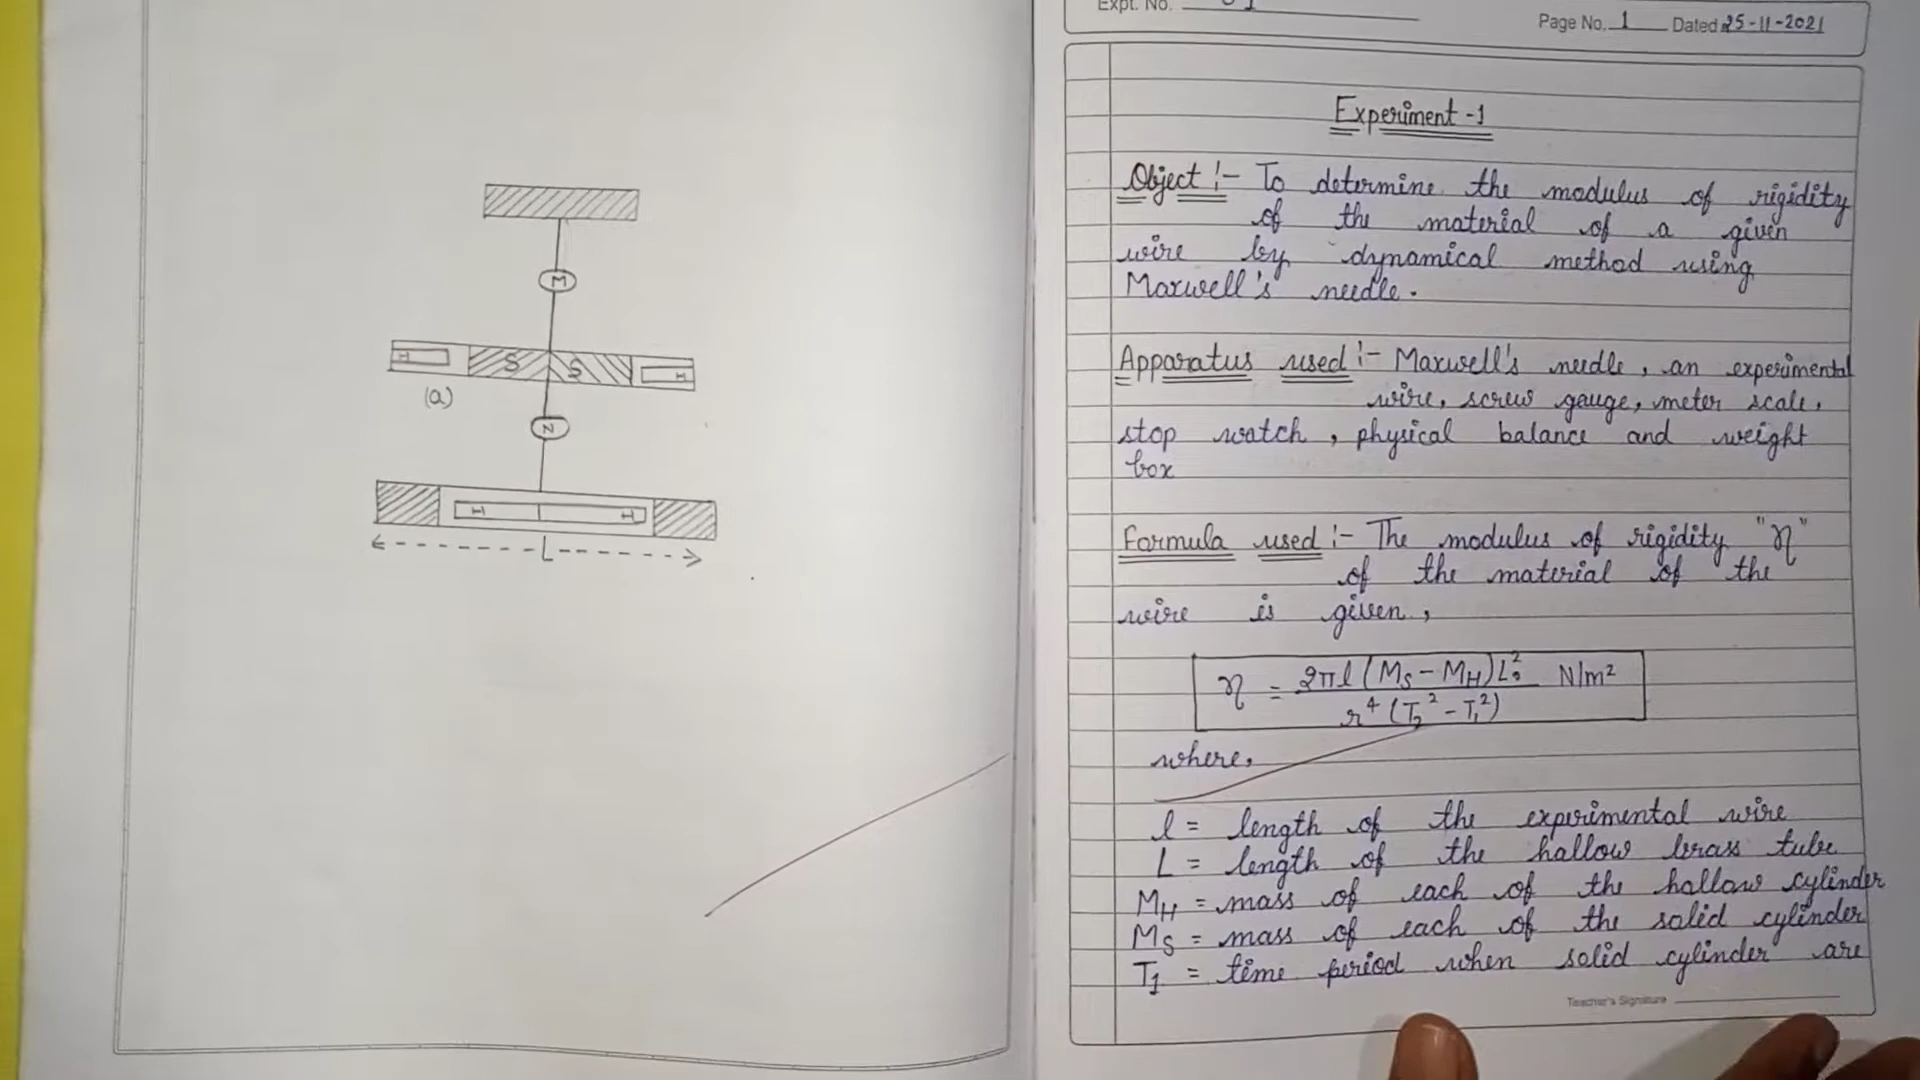 M
H S S H
(a)
N
H H
L
Expt. No.
Page No. 1 Dated 25-11-2021
Experiment -1
Object :- To determine the modulus of rigidity
of the material of a given
wire by dynamical method using
Maxwell's needle.
Apparatus used :- Maxwell's needle, an experimental
wire, screw gauge, meter scale,
stop watch, physical balance and weight
box
Formula used :- The modulus of rigidity "η"
of the material of the
wire is given,
η = 2πl (MS - MH) L² / r⁴ (T₂² - T₁²) N/m²
where,
l = length of the experimental wire
L = length of the hallow brass tube
MH = mass of each of the hallow cylinder
MS = mass of each of the solid cylinder
T1 = time period when solid cylinder are
Teacher's Signature